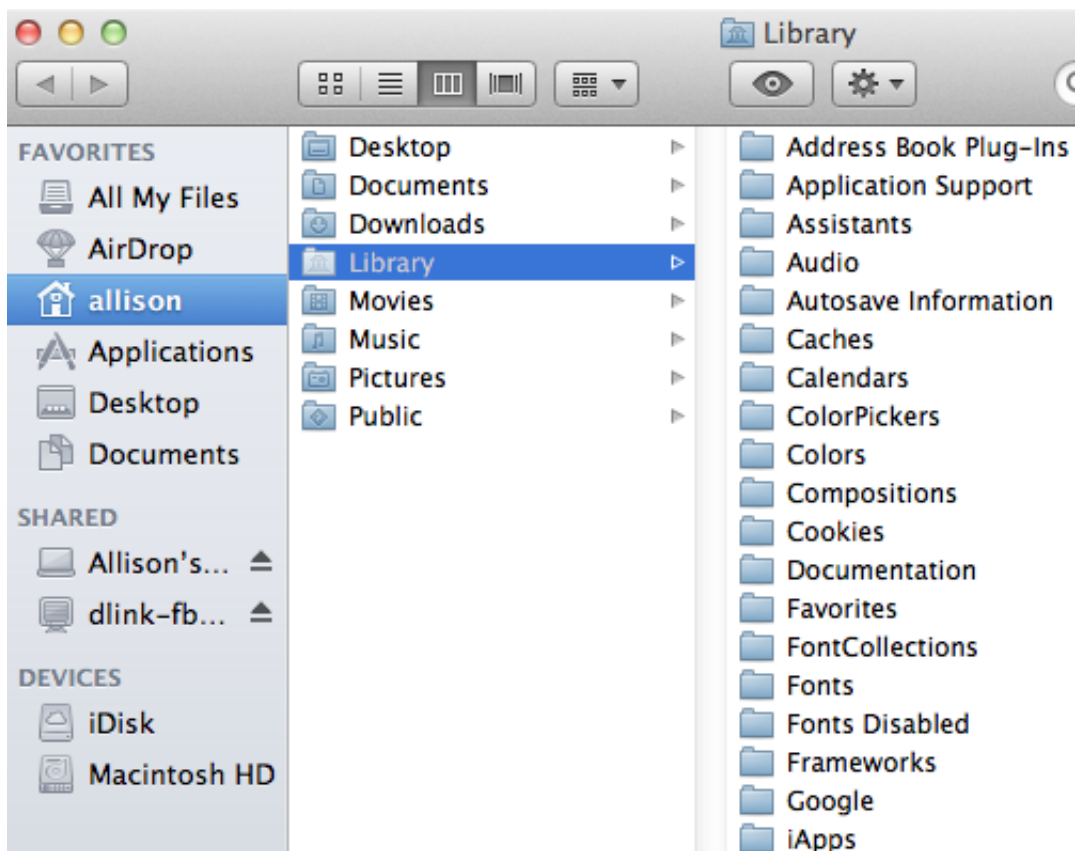 Library
FAVORITES
All My Files
AirDrop
allison
Applications
Desktop
Documents
SHARED
Allison's...
dlink-fb...
DEVICES
iDisk
Macintosh HD
Desktop
Documents
Downloads
Library
Movies
Music
Pictures
Public
Address Book Plug-Ins
Application Support
Assistants
Audio
Autosave Information
Caches
Calendars
ColorPickers
Colors
Compositions
Cookies
Documentation
Favorites
FontCollections
Fonts
Fonts Disabled
Frameworks
Google
iApps